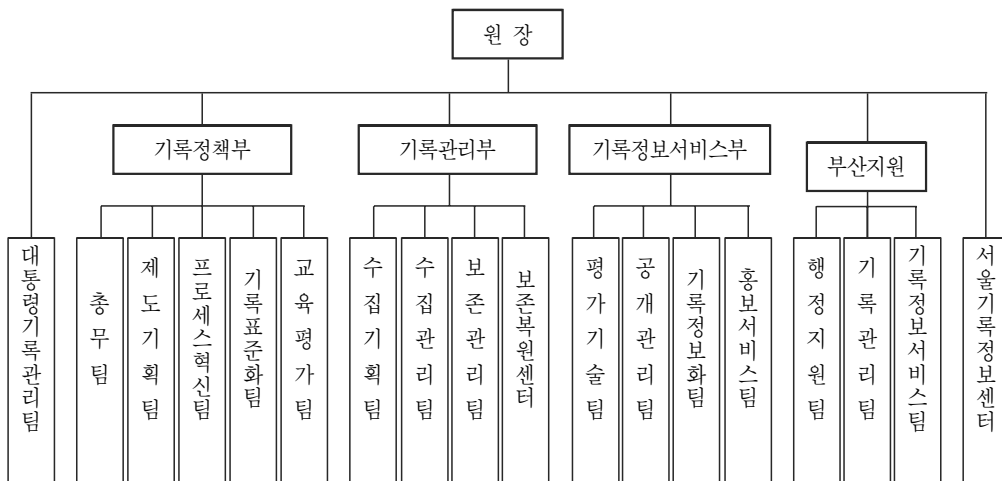 원 장
기록정책부
기록관리부
기록정보서비스부
부산지원
대통령기록관리팀
총무팀
제도기획팀
프로세스혁신팀
기록표준화팀
교육평가팀
수집기획팀
수집관리팀
보존관리팀
보존복원센터
평가기술팀
공개관리팀
기록정보화팀
홍보서비스팀
행정지원팀
기록관리팀
기록정보서비스팀
서울기록정보센터